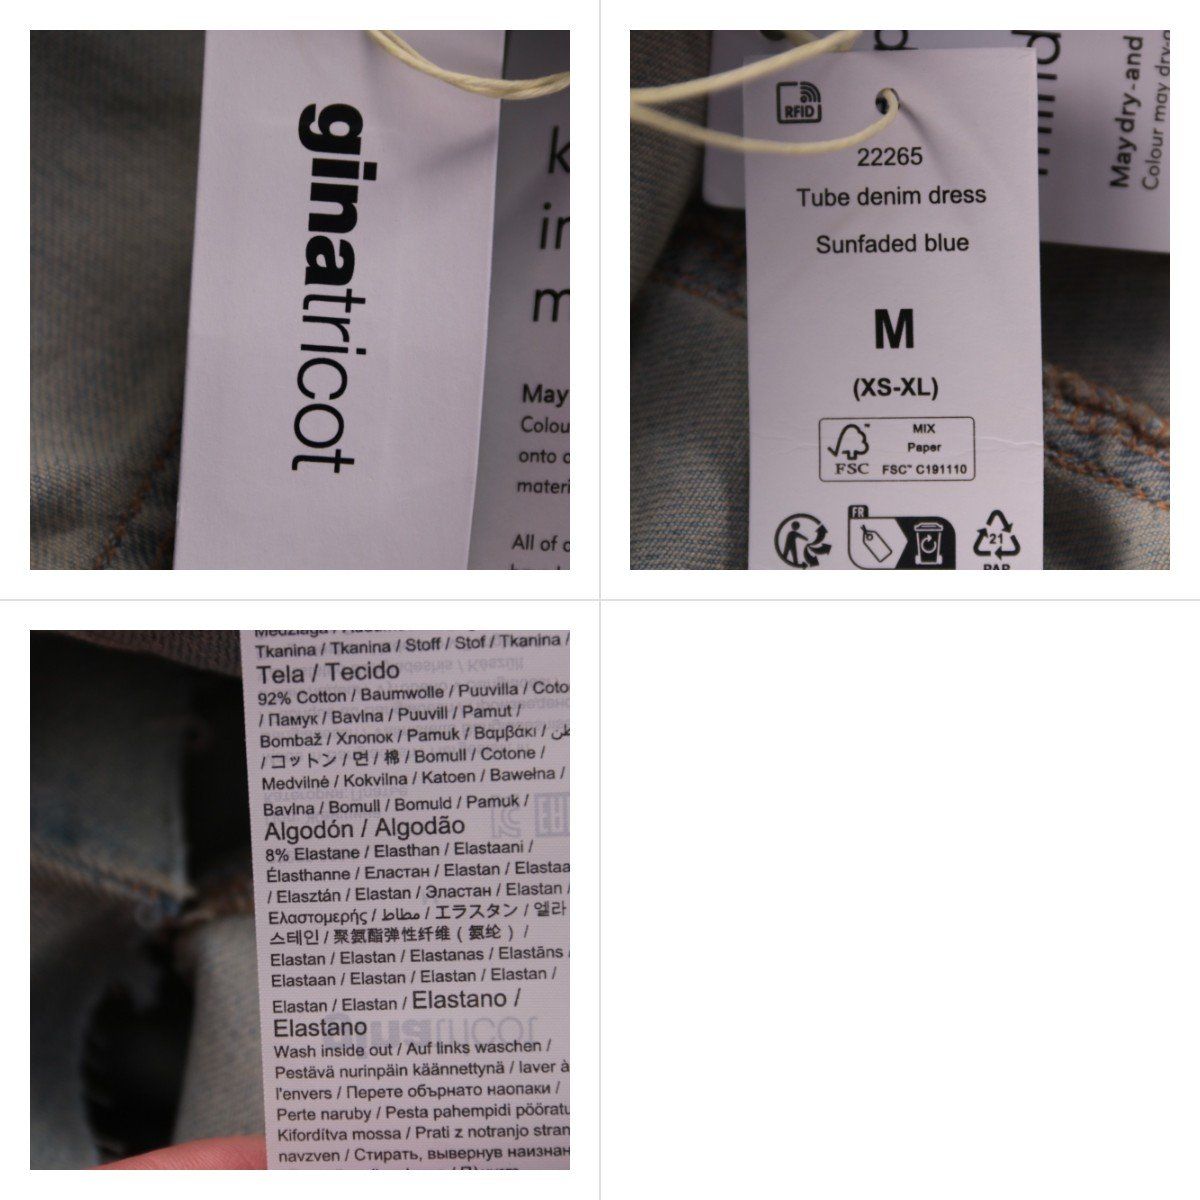 ginatricot
May
Colou
onto
materi
All of
RFID
22265
Tube denim dress
Sunfaded blue
M
(XS-XL)
MIX
Paper
FSC
FSC™ C191110
FR
21
PAP
May dry-and
Colour may dry-
Tkanina / Tkanina / Stoff / Stof / Tkanina /
Tela / Tecido
92% Cotton / Baumwolle / Puuvilla / Coto
/ Памук / Bavlna / Puuvill / Pamut /
Bombaž / Хлопок / Pamuk / Βαμβάκι /
/ コットン / 면 / 棉 / Bomull / Cotone /
Medvilnė / Kokvilna / Katoen / Bawełna /
Bavlna / Bomull / Bomuld / Pamuk /
Algodón / Algodão
8% Elastane / Elasthan / Elastaani /
Élasthanne / Еластан / Elastan / Elastaa
/ Elasztán / Elastan / Эластан / Elastan /
Ελαστομερής / مطاط / エラスタン / 엘라
스테인 / 聚氨酯弹性纤维（氨纶） /
Elastan / Elastan / Elastanas / Elastāns
Elastaan / Elastan / Elastan / Elastan /
Elastan / Elastan / Elastano /
Elastano
Wash inside out / Auf links waschen /
Pestävä nurinpäin käännettynä / laver à
l'envers / Перете обърнато наопаки /
Perte naruby / Pesta pahempidi pööratu
Kifordítva mossa / Prati z notranjo stran
navzven / Стирать, вывернув наизнан